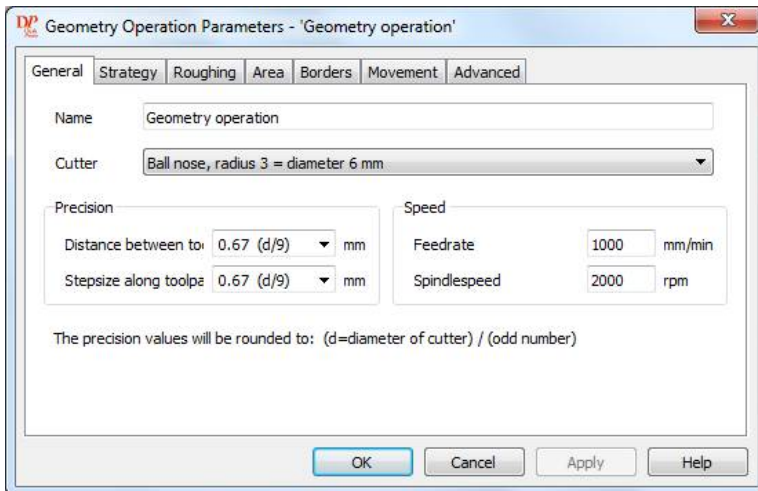 DP Geometry Operation Parameters - 'Geometry operation'
General Strategy Roughing Area Borders Movement Advanced
Name Geometry operation
Cutter Ball nose, radius 3 = diameter 6 mm
Precision Speed
Distance between too 0.67 (d/9) mm Feedrate 1000 mm/min
Stepsize along toolpa 0.67 (d/9) mm Spindlespeed 2000 rpm
The precision values will be rounded to: (d=diameter of cutter) / (odd number)
OK Cancel Apply Help